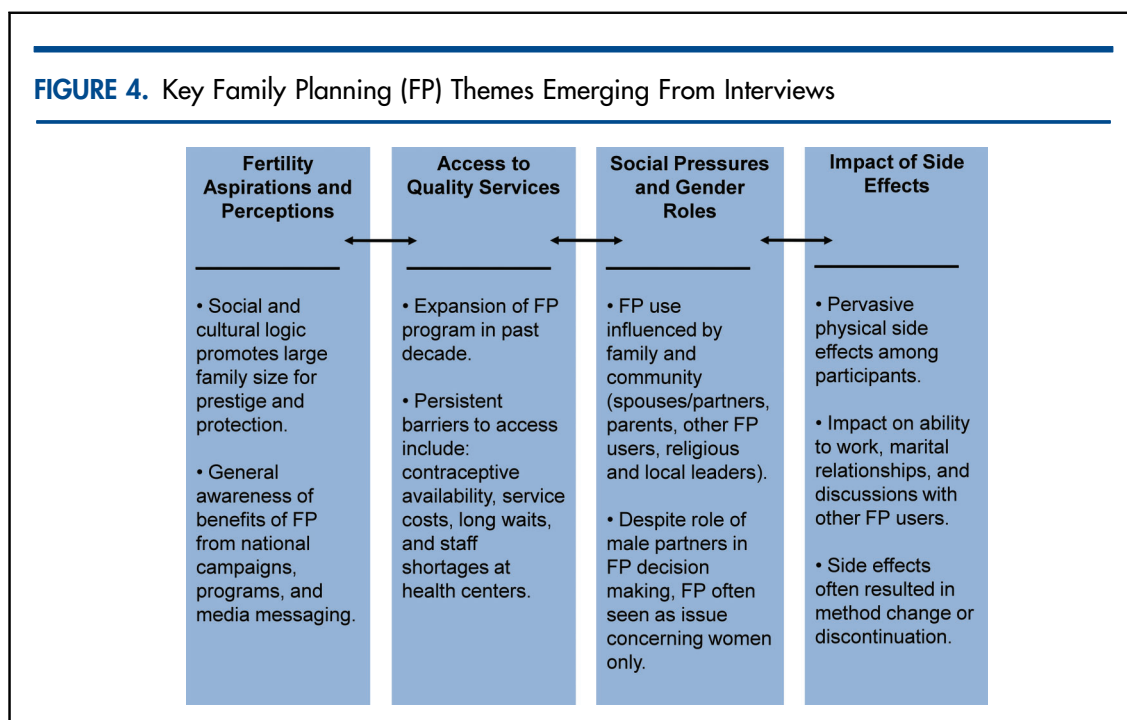 FIGURE 4. Key Family Planning (FP) Themes Emerging From Interviews
Fertility
Aspirations and
Perceptions
• Social and
cultural logic
promotes large
family size for
prestige and
protection.
• General
awareness of
benefits of FP
from national
campaigns,
programs, and
media messaging.
Access to
Quality Services
• Expansion of FP
program in past
decade.
• Persistent
barriers to access
include:
contraceptive
availability, service
costs, long waits,
and staff
shortages at
health centers.
Social Pressures
and Gender
Roles
• FP use
influenced by
family and
community
(spouses/partners,
parents, other FP
users, religious
and local leaders).
• Despite role of
male partners in
FP decision
making, FP often
seen as issue
concerning women
only.
Impact of Side
Effects
• Pervasive
physical side
effects among
participants.
• Impact on ability
to work, marital
relationships, and
discussions with
other FP users.
• Side effects
often resulted in
method change or
discontinuation.